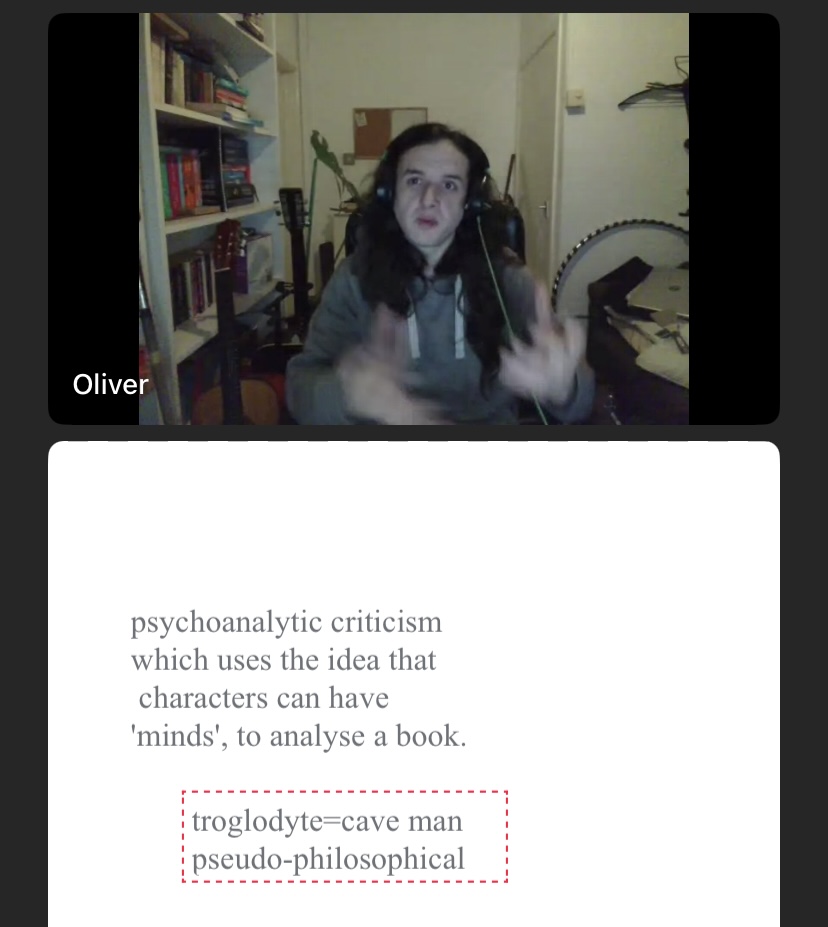 Oliver
psychoanalytic criticism
which uses the idea that
characters can have
'minds', to analyse a book.
troglodyte=cave man
pseudo-philosophical